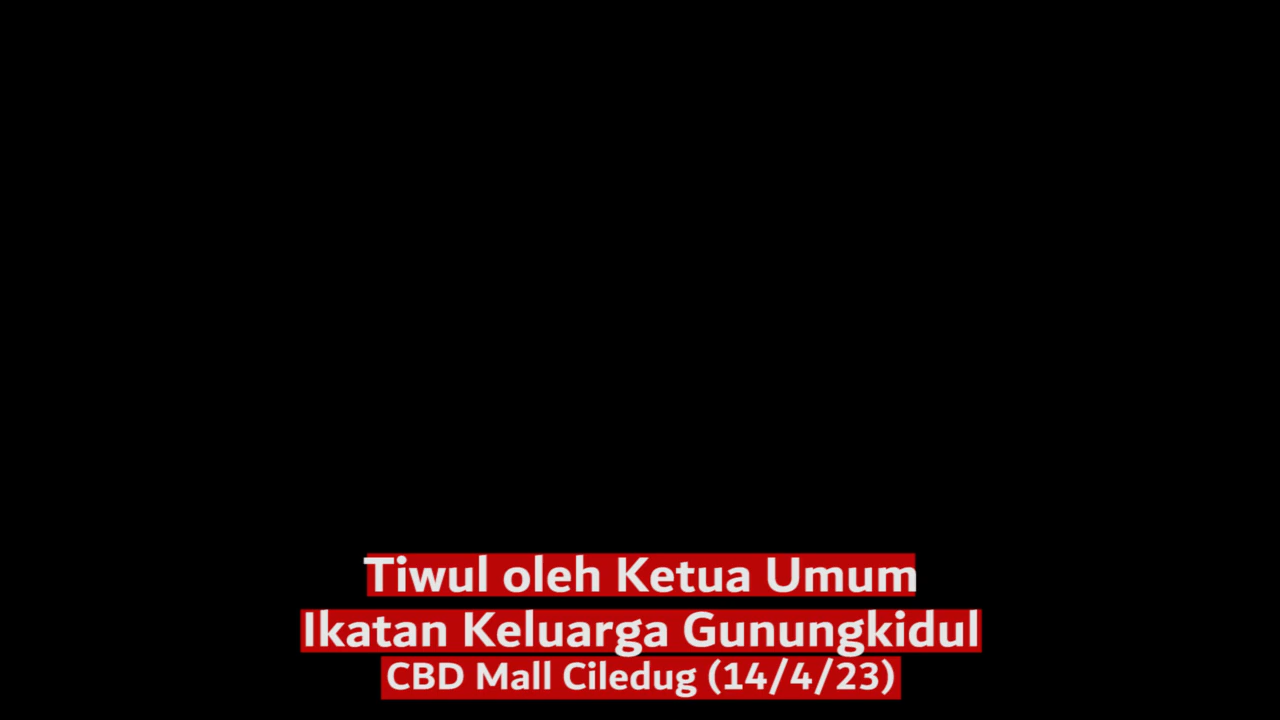 Tiwul oleh Ketua Umum
Ikatan Keluarga Gunungkidul
CBD Mall Ciledug (14/4/23)